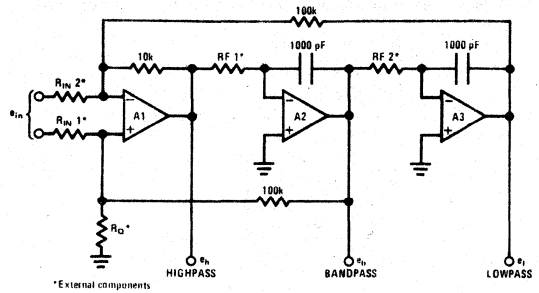 100k
10k
RF 1*
1000 pF
RF 2*
1000 pF
RIN 2*
ein
RIN 1*
A1
A2
A3
100k
RQ*
eh
HIGHPASS
eb
BANDPASS
el
LOWPASS
*External components